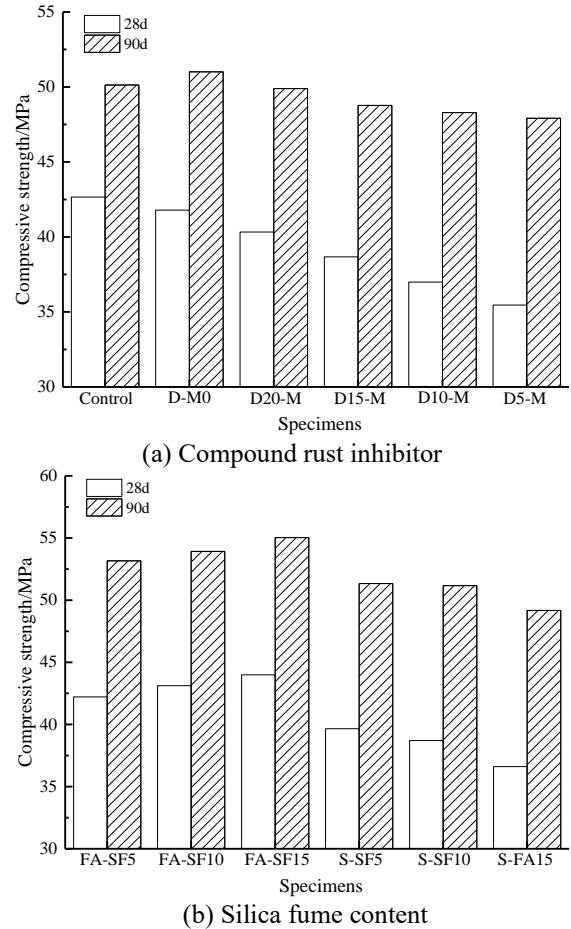 55
50
45
40
35
30
Compressive strength/MPa
28d
90d
Control D-M0 D20-M D15-M D10-M D5-M
Specimens
(a) Compound rust inhibitor
60
55
50
45
40
35
30
Compressive strength/MPa
28d
90d
FA-SF5 FA-SF10 FA-SF15 S-SF5 S-SF10 S-FA15
Specimens
(b) Silica fume content